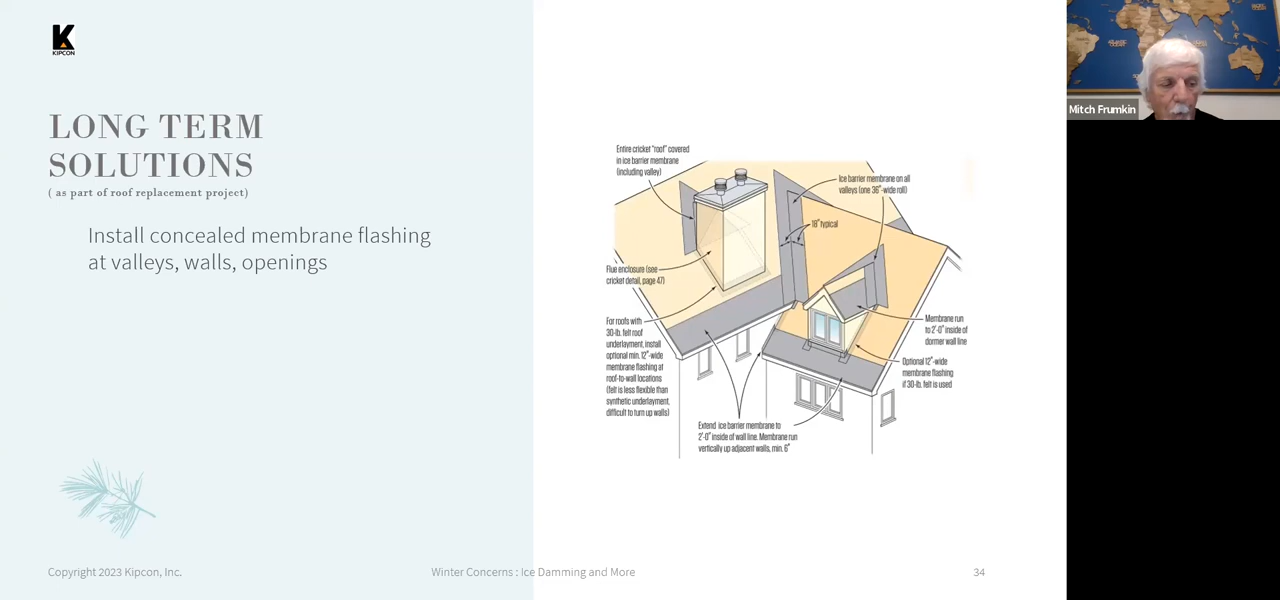 K
KIPCON
LONG TERM
SOLUTIONS
( as part of roof replacement project)
Install concealed membrane flashing
at valleys, walls, openings
Entire cricket "roof" covered
in ice barrier membrane
(including valley)
Ice barrier membrane on all
valleys (one 36"-wide roll)
18" typical
Flue enclosure (see
cricket detail, page 47)
For roofs with
30-lb. felt roof
underlayment, install
optional min. 12"-wide
membrane flashing at
roof-to-wall locations
(felt is less flexible than
synthetic underlayment,
difficult to turn up walls)
Membrane run
to 2'-0" inside of
dormer wall line
Optional 12"-wide
membrane flashing
if 30-lb. felt is used
Extend ice barrier membrane to
2'-0" inside of wall line. Membrane run
vertically up adjacent walls, min. 6"
Copyright 2023 Kipcon, Inc.
Winter Concerns : Ice Damming and More
34
Mitch Frumkin